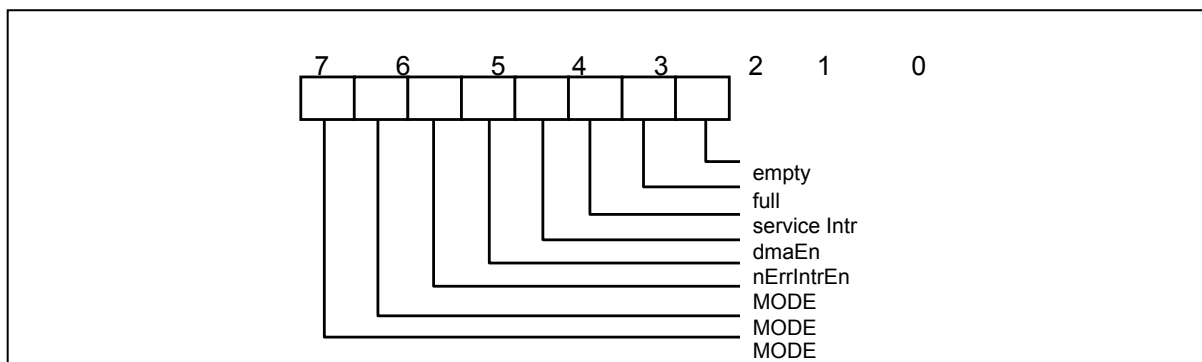 7 6 5 4 3 2 1 0
empty
full
service Intr
dmaEn
nErrIntrEn
MODE
MODE
MODE